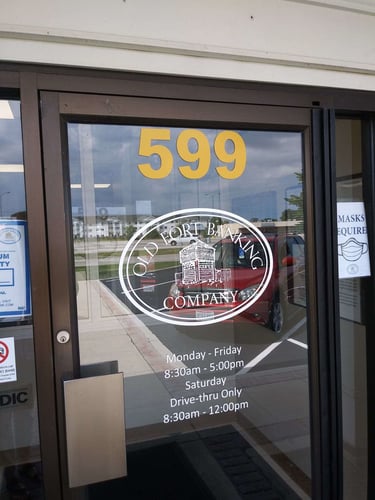 599
OLD FORT BANKING
COMPANY
Monday - Friday
8:30am - 5:00pm
Saturday
Drive-thru Only
8:30am - 12:00pm
MASKS
REQUIRE
DIC